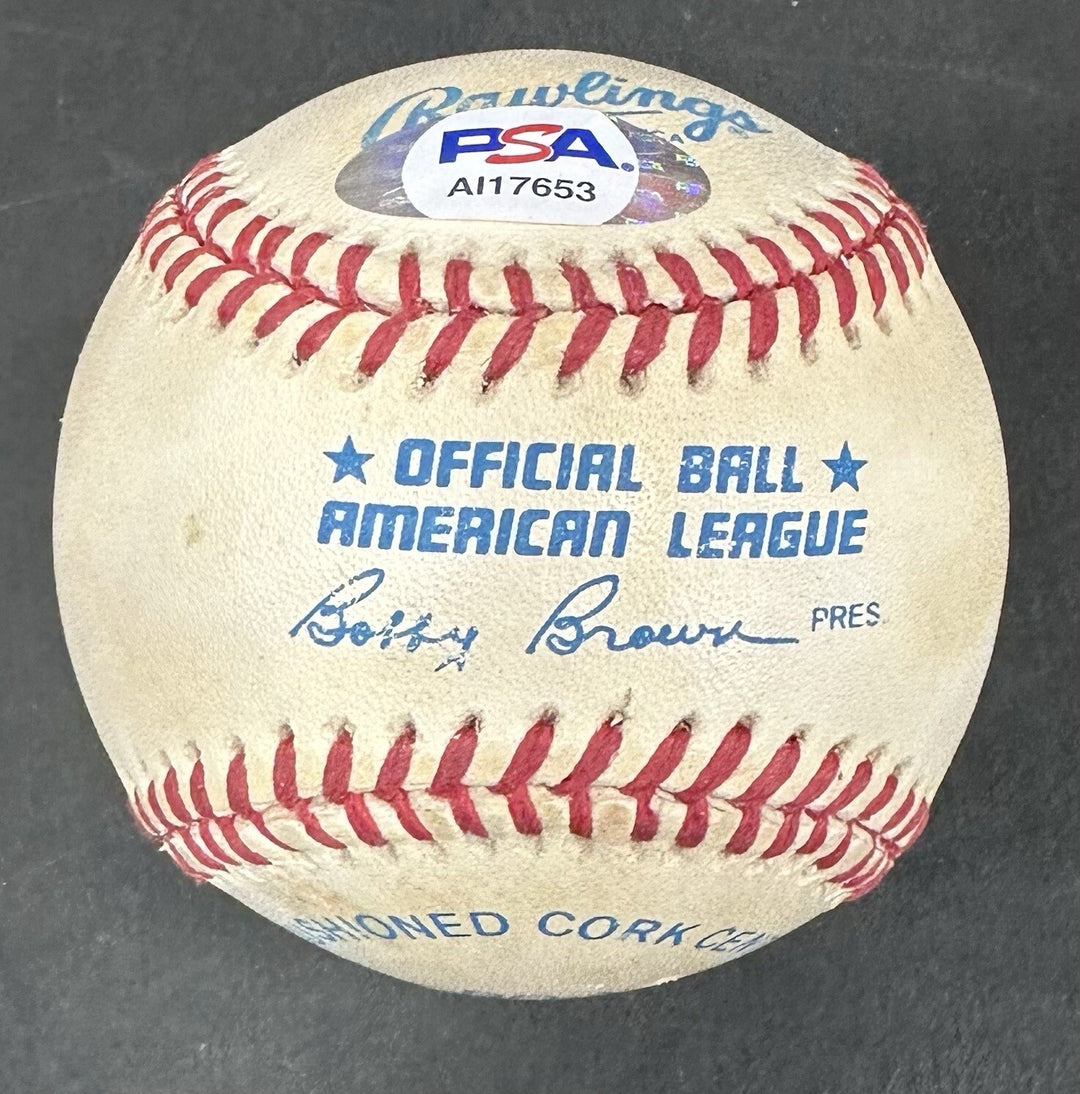 Rawlings
PSA
AI17653
★ OFFICIAL BALL ★
AMERICAN LEAGUE
Bobby Brown PRES.
SHIONED CORK CEN